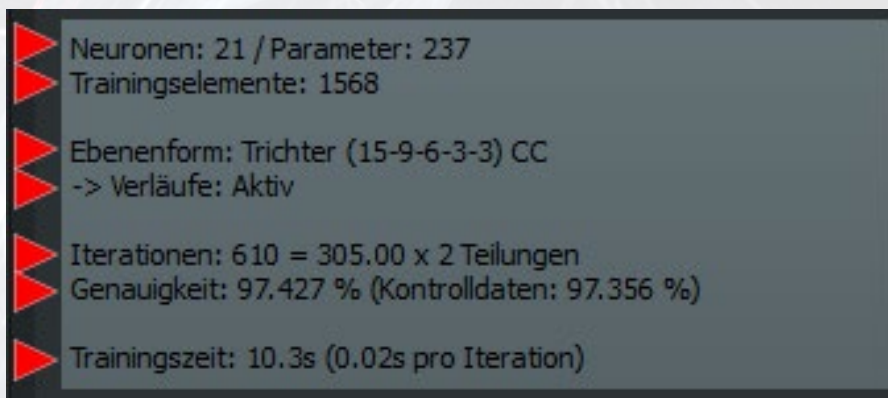 Neuronen: 21 / Parameter: 237
Trainingselemente: 1568
Ebenenform: Trichter (15-9-6-3-3) CC
-> Verläufe: Aktiv
Iterationen: 610 = 305.00 x 2 Teilungen
Genauigkeit: 97.427 % (Kontrolldaten: 97.356 %)
Trainingszeit: 10.3s (0.02s pro Iteration)